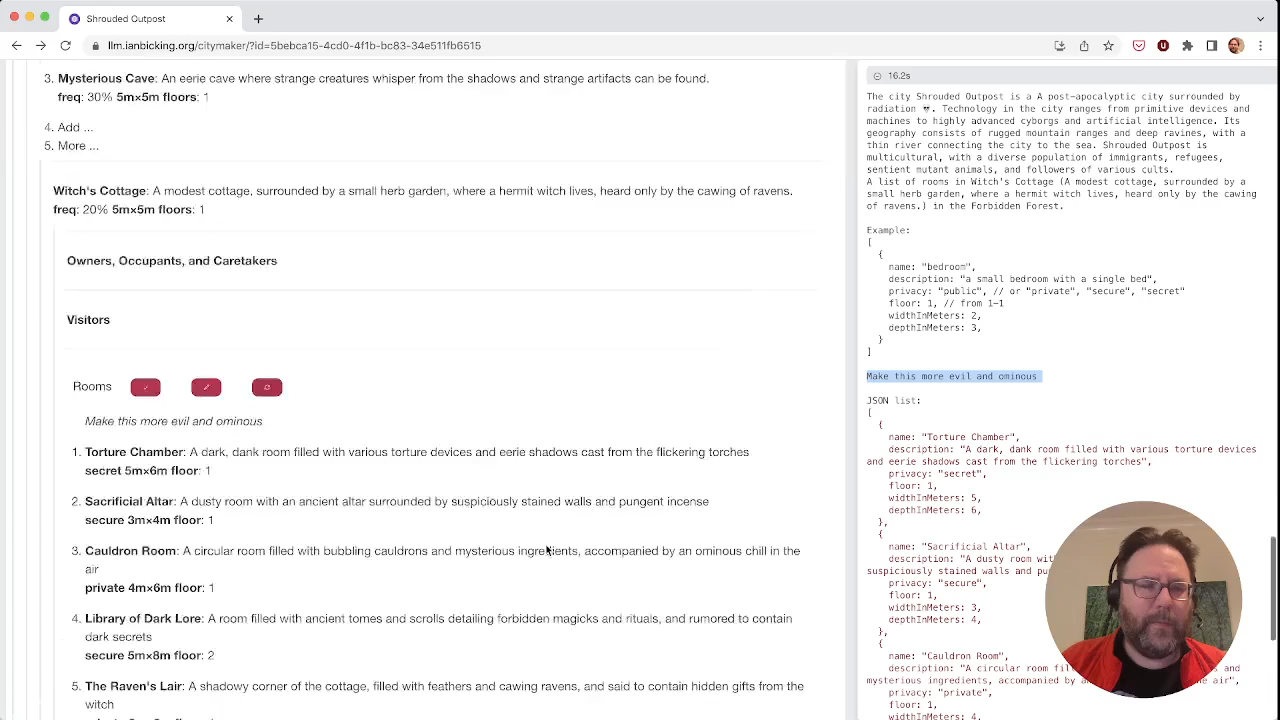 Shrouded Outpost
llm.ianbicking.org/citymaker/?id=5bebca15-4cd0-4f1b-bc83-34e511fb6515
3. Mysterious Cave: An eerie cave where strange creatures whisper from the shadows and strange artifacts can be found.
freq: 30% 5m×5m floors: 1
4. Add ...
5. More ...
Witch's Cottage: A modest cottage, surrounded by a small herb garden, where a hermit witch lives, heard only by the cawing of ravens.
freq: 20% 5m×5m floors: 1
Owners, Occupants, and Caretakers
Visitors
Rooms
Make this more evil and ominous
1. Torture Chamber: A dark, dank room filled with various torture devices and eerie shadows cast from the flickering torches
secret 5m×6m floor: 1
2. Sacrificial Altar: A dusty room with an ancient altar surrounded by suspiciously stained walls and pungent incense
secure 3m×4m floor: 1
3. Cauldron Room: A circular room filled with bubbling cauldrons and mysterious ingredients, accompanied by an ominous chill in the
air
private 4m×6m floor: 1
4. Library of Dark Lore: A room filled with ancient tomes and scrolls detailing forbidden magicks and rituals, and rumored to contain
dark secrets
secure 5m×8m floor: 2
5. The Raven's Lair: A shadowy corner of the cottage, filled with feathers and cawing ravens, and said to contain hidden gifts from the
witch
16.2s
The city Shrouded Outpost is a A post-apocalyptic city surrounded by
radiation ☠. Technology in the city ranges from primitive devices and
machines to highly advanced cyborgs and artificial intelligence. Its
geography consists of rugged mountain ranges and deep ravines, with a
thin river connecting the city to the sea. Shrouded Outpost is
multicultural, with a diverse population of immigrants, refugees,
sentient mutant animals, and followers of various cults.
A list of rooms in Witch's Cottage (A modest cottage, surrounded by a
small herb garden, where a hermit witch lives, heard only by the cawing
of ravens.) in the Forbidden Forest.
Example:
[
{
name: "bedroom",
description: "a small bedroom with a single bed",
privacy: "public", // or "private", "secure", "secret"
floor: 1, // from 1-1
widthInMeters: 2,
depthInMeters: 3,
}
]
Make this more evil and ominous
JSON list:
[
{
name: "Torture Chamber",
description: "A dark, dank room filled with various torture devices
and eerie shadows cast from the flickering torches",
privacy: "secret",
floor: 1,
widthInMeters: 5,
depthInMeters: 6,
},
{
name: "Sacrificial Altar",
description: "A dusty room
suspiciously stained walls and
privacy: "secure",
floor: 1,
widthInMeters: 3,
depthInMeters: 4,
},
{
name: "Cauldron Room",
description: "A circular room
mysterious ingredients, air",
privacy: "private",
floor: 1,
widthInMeters: 4,